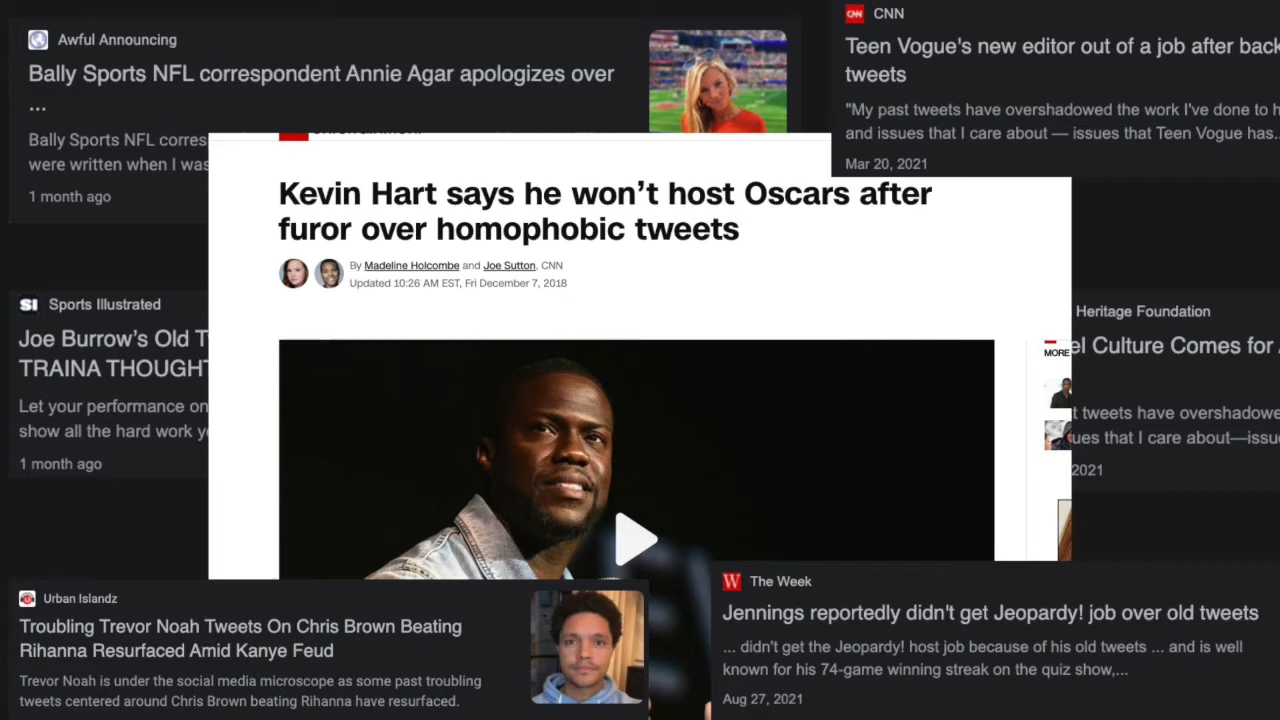 Awful Announcing
Bally Sports NFL correspondent Annie Agar apologizes over
...
Bally Sports NFL corres
were written when I was
1 month ago
CNN
Teen Vogue's new editor out of a job after back
tweets
"My past tweets have overshadowed the work I've done to h
and issues that I care about — issues that Teen Vogue has...
Mar 20, 2021
Kevin Hart says he won't host Oscars after
furor over homophobic tweets
By Madeline Holcombe and Joe Sutton, CNN
Updated 10:26 AM EST, Fri December 7, 2018
SI Sports Illustrated
Joe Burrow's Old T
TRAINA THOUGHT
Let your performance on
show all the hard work y
1 month ago
Heritage Foundation
el Culture Comes for
t tweets have overshadowe
ues that I care about—issu
2021
MORE
Urban Islandz
Troubling Trevor Noah Tweets On Chris Brown Beating
Rihanna Resurfaced Amid Kanye Feud
Trevor Noah is under the social media microscope as some past troubling
tweets centered around Chris Brown beating Rihanna have resurfaced.
W The Week
Jennings reportedly didn't get Jeopardy! job over old tweets
... didn't get the Jeopardy! host job because of his old tweets ... and is well
known for his 74-game winning streak on the quiz show,...
Aug 27, 2021